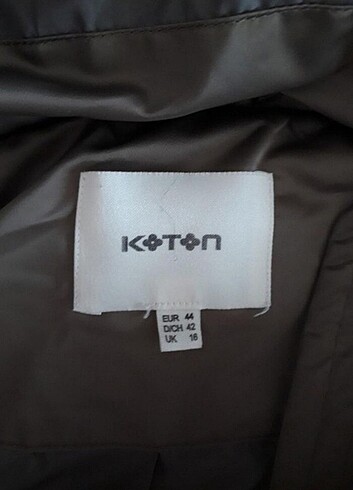 KOTON
EUR 44
D/CH 42
UK 16